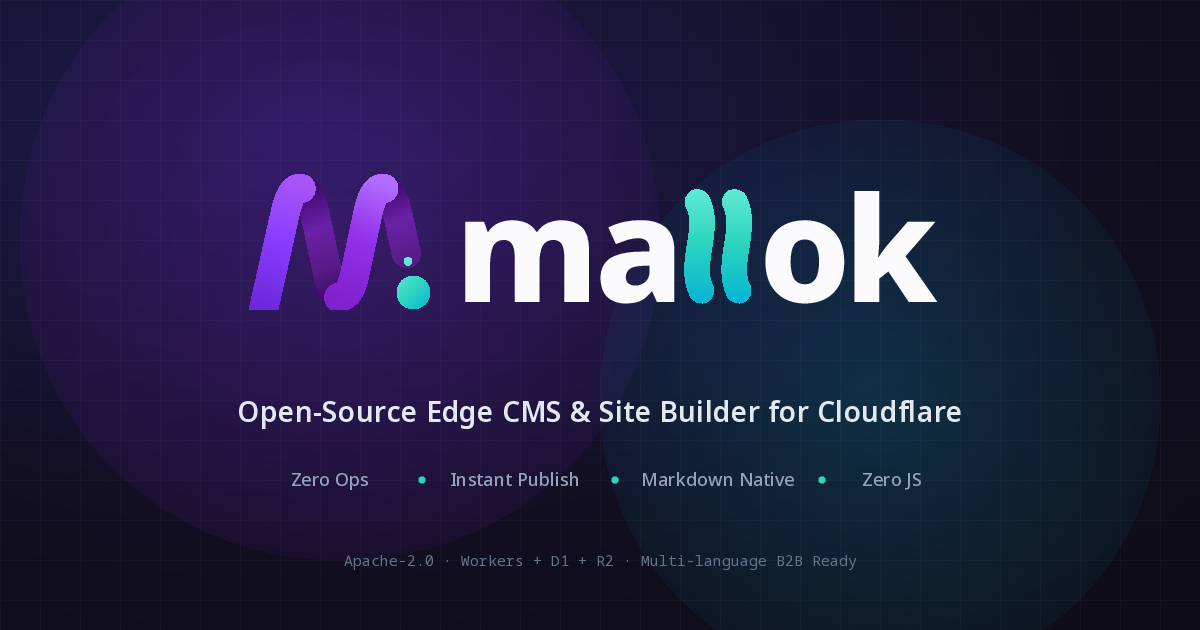 mallok
Open-Source Edge CMS & Site Builder for Cloudflare
Zero Ops • Instant Publish • Markdown Native • Zero JS
Apache-2.0 · Workers + D1 + R2 · Multi-language B2B Ready